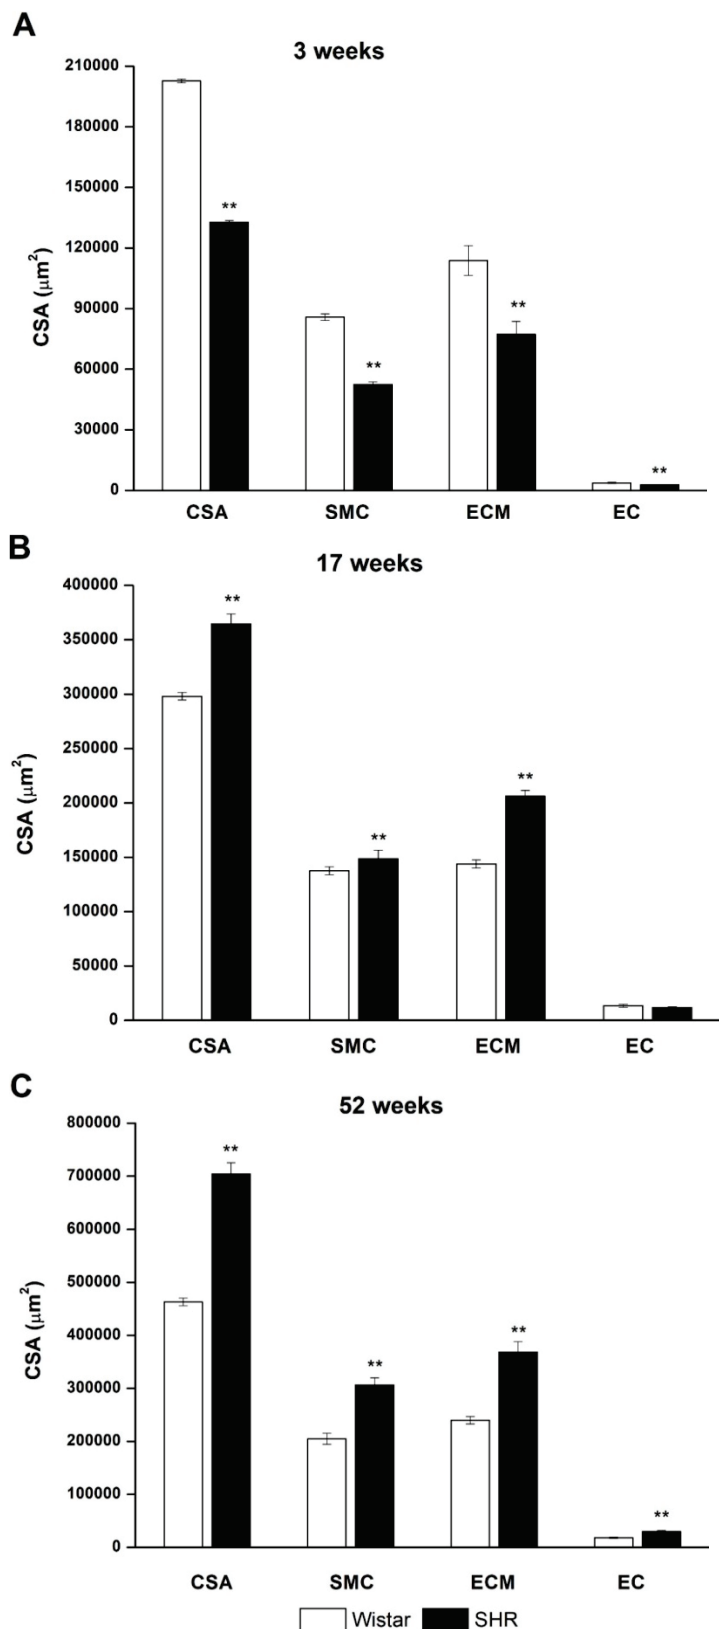 A
3 weeks
210000
180000
150000
120000
90000
60000
30000
0
CSA (μm²)
**
**
**
**
CSA SMC ECM EC
B
17 weeks
400000
350000
300000
250000
200000
150000
100000
50000
0
CSA (μm²)
**
**
**
CSA SMC ECM EC
C
52 weeks
800000
700000
600000
500000
400000
300000
200000
100000
0
CSA (μm²)
**
**
**
**
CSA SMC ECM EC
Wistar SHR